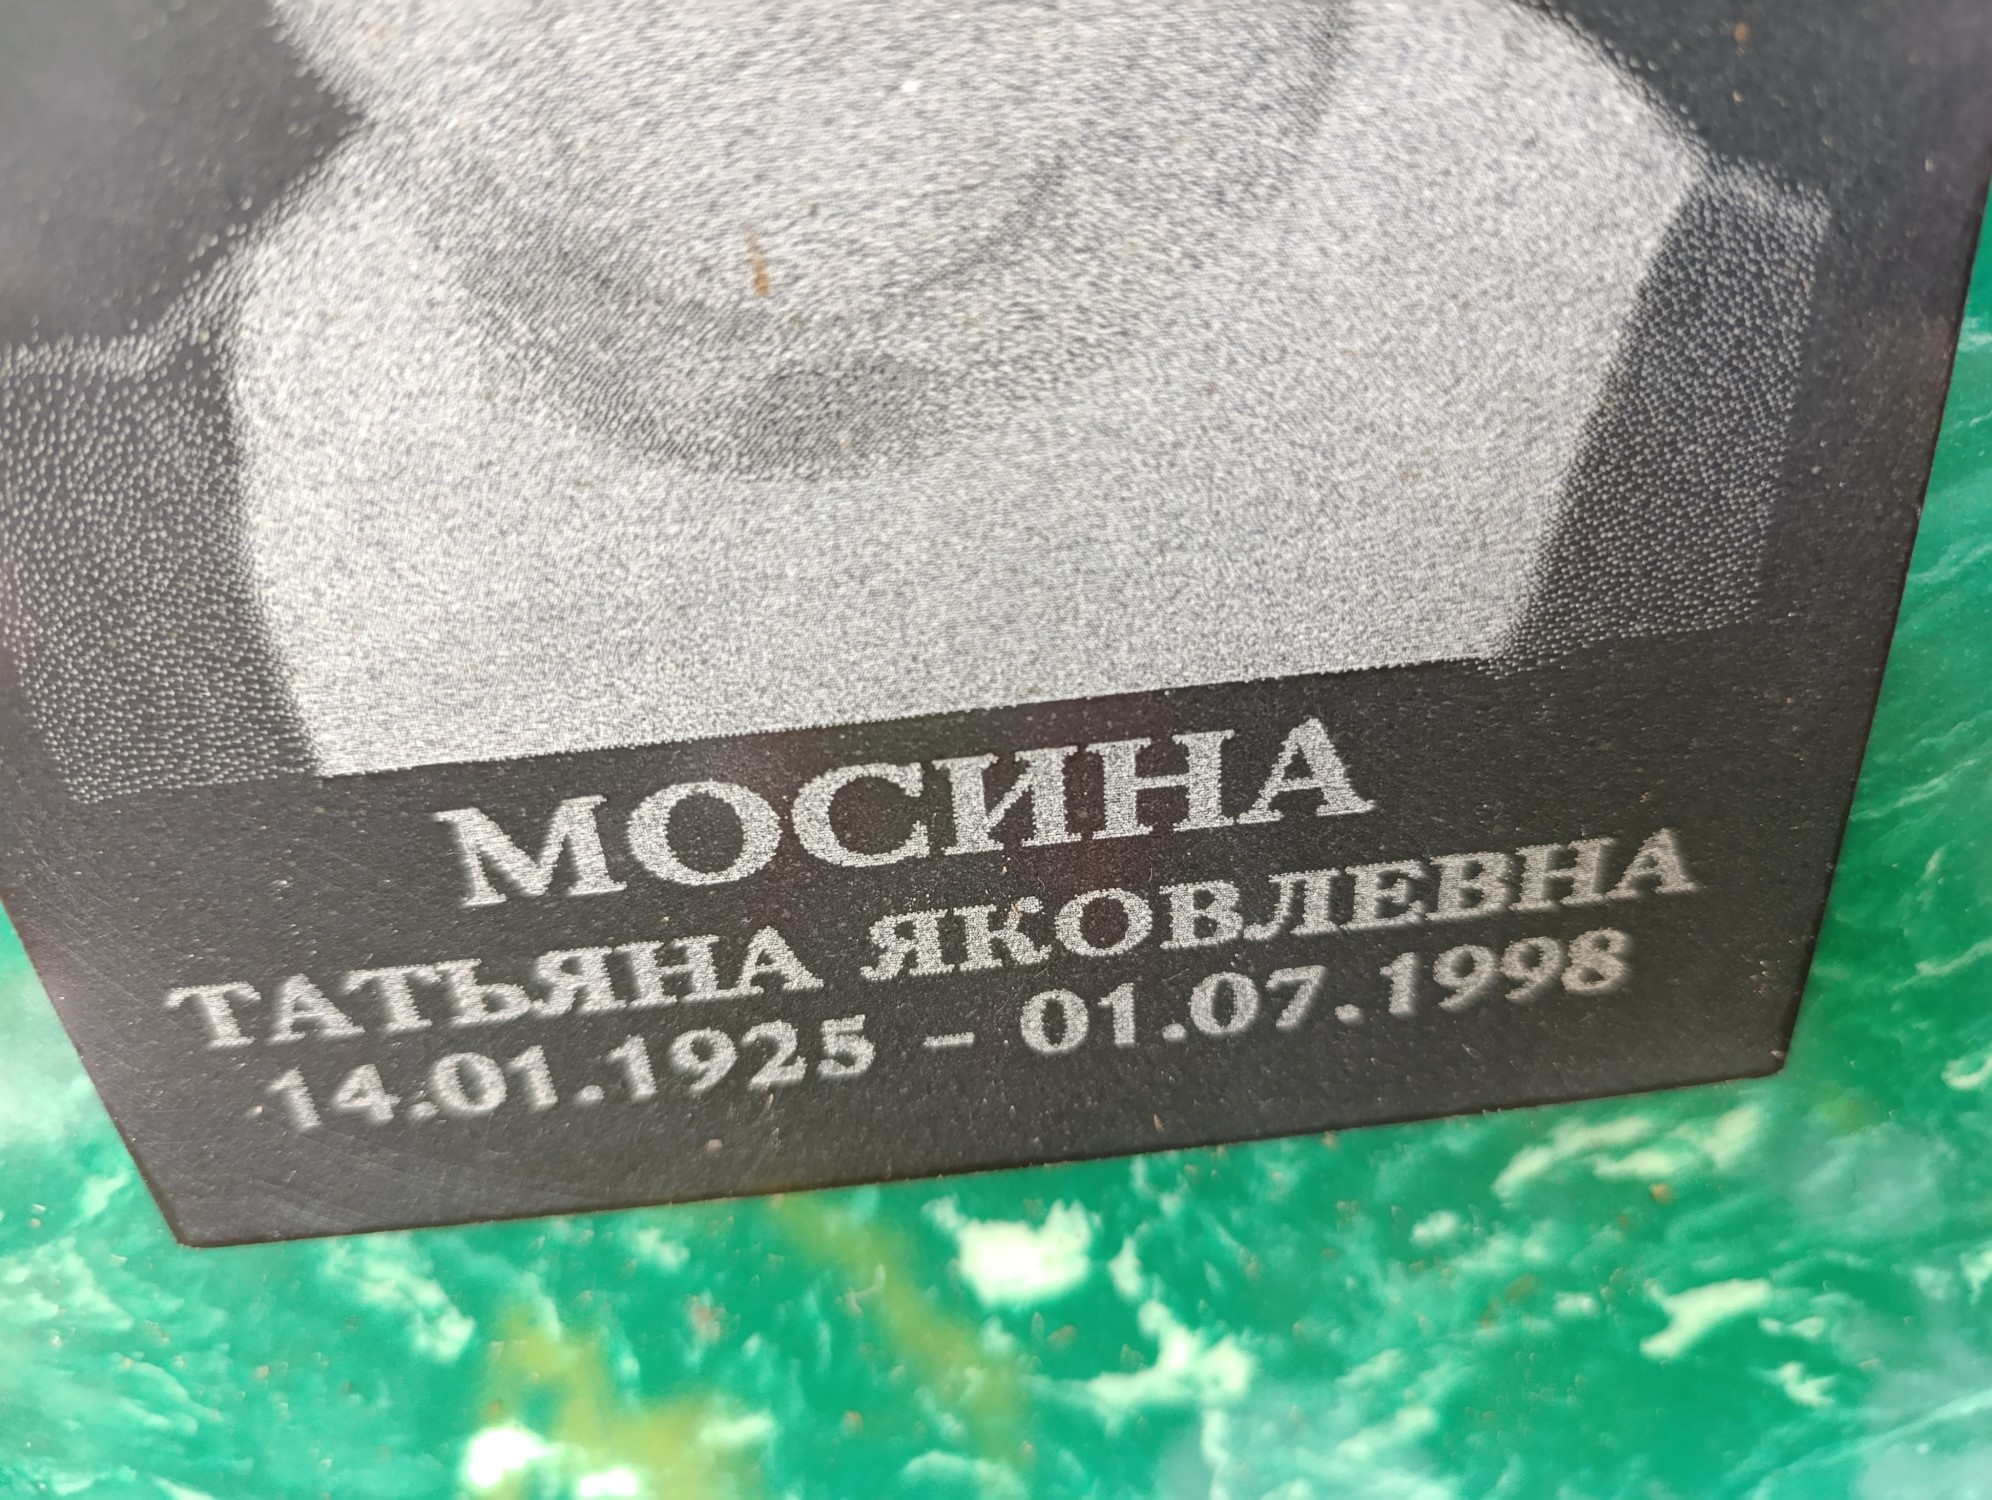 МОСИНА
ТАТЬЯНА ЯКОВЛЕВНА
14.01.1925 - 01.07.1998